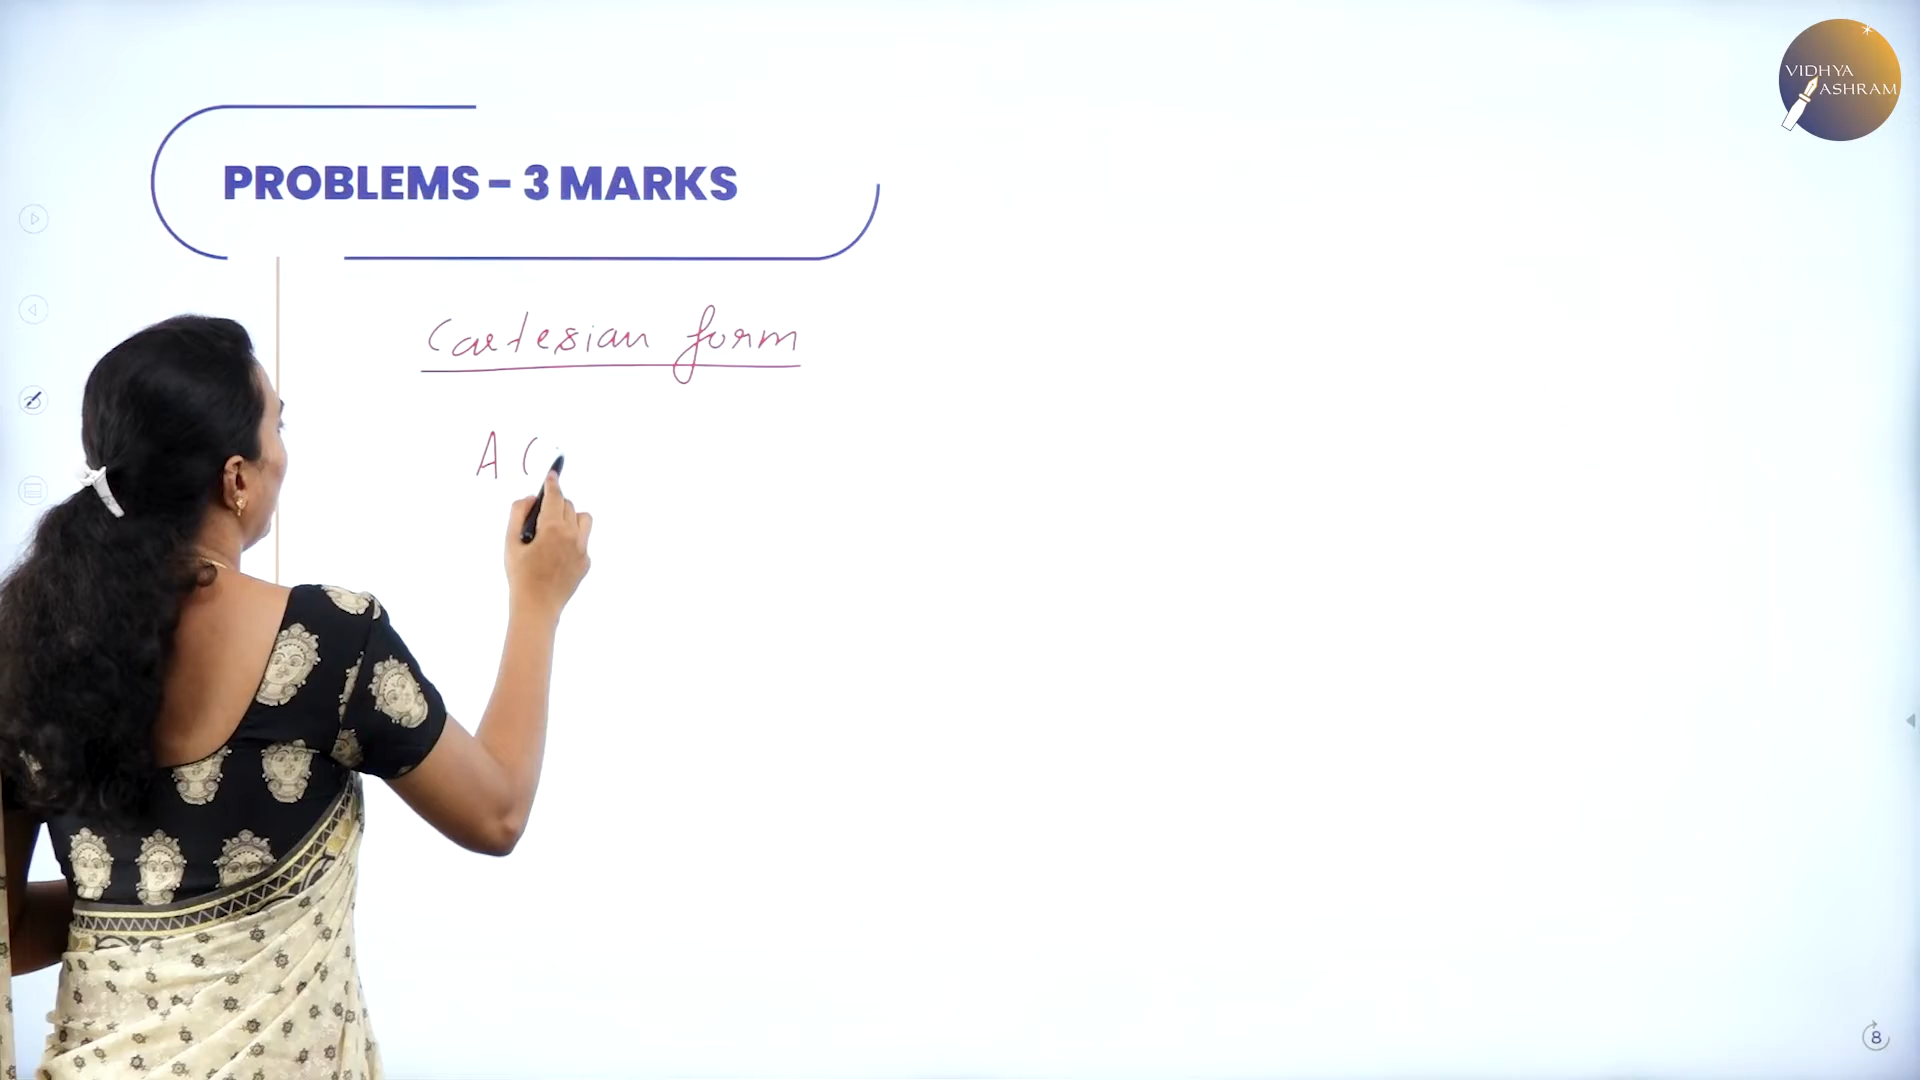 VIDHYA
ASHRAM
PROBLEMS - 3 MARKS
Cartesian form
A (
8